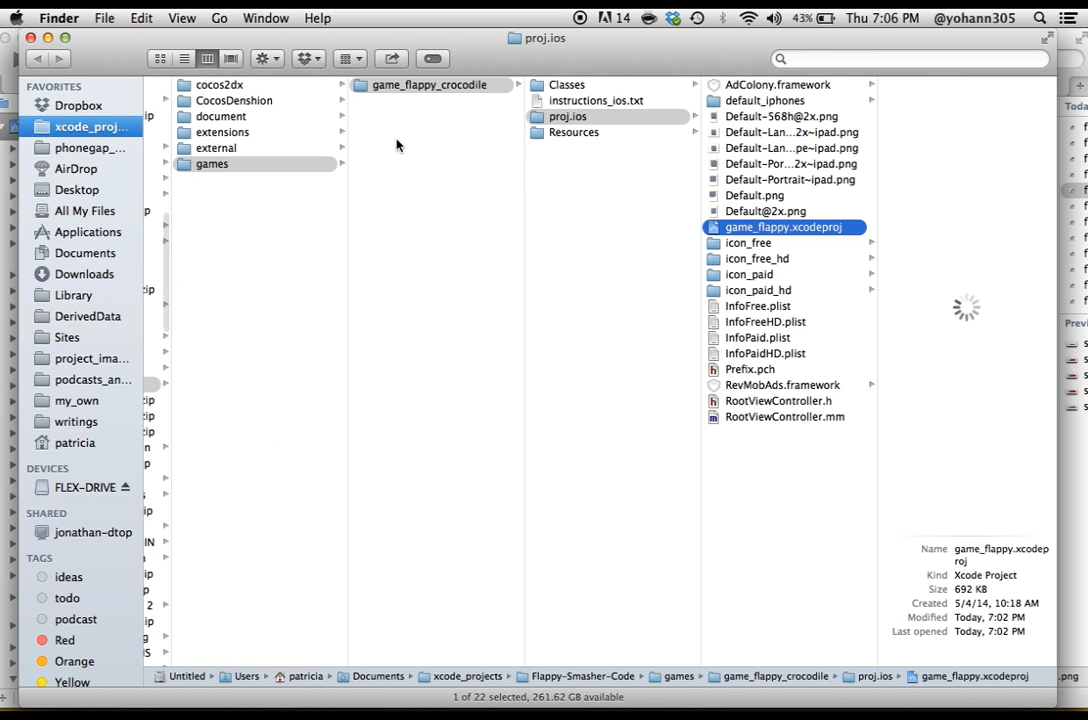 Finder File Edit View Go Window Help 14 43% Thu 7:06 PM @yohann305
proj.ios
FAVORITES
Dropbox
xcode_proj...
phonegap_...
AirDrop
Desktop
All My Files
Applications
Documents
Downloads
Library
DerivedData
Sites
project_ima...
podcasts_an...
my_own
writings
patricia
DEVICES
FLEX-DRIVE
SHARED
jonathan-dtop
TAGS
ideas
todo
podcast
Red
Orange
Yellow
cocos2dx
CocosDenshion
document
extensions
external
games
game_flappy_crocodile
Classes
instructions_ios.txt
proj.ios
Resources
AdColony.framework
default_iphones
Default-568h@2x.png
Default-Lan...2x~ipad.png
Default-Lan...pe~ipad.png
Default-Por...2x~ipad.png
Default-Portrait~ipad.png
Default.png
Default@2x.png
game_flappy.xcodeproj
icon_free
icon_free_hd
icon_paid
icon_paid_hd
InfoFree.plist
InfoFreeHD.plist
InfoPaid.plist
InfoPaidHD.plist
Prefix.pch
RevMobAds.framework
RootViewController.h
RootViewController.mm
Name game_flappy.xcodep
roj
Kind Xcode Project
Size 692 KB
Created 5/4/14, 10:18 AM
Modified Today, 7:02 PM
Last opened Today, 7:02 PM
Untitled Users patricia Documents xcode_projects Flappy-Smasher-Code games game_flappy_crocodile proj.ios game_flappy.xcodeproj
1 of 22 selected, 261.62 GB available